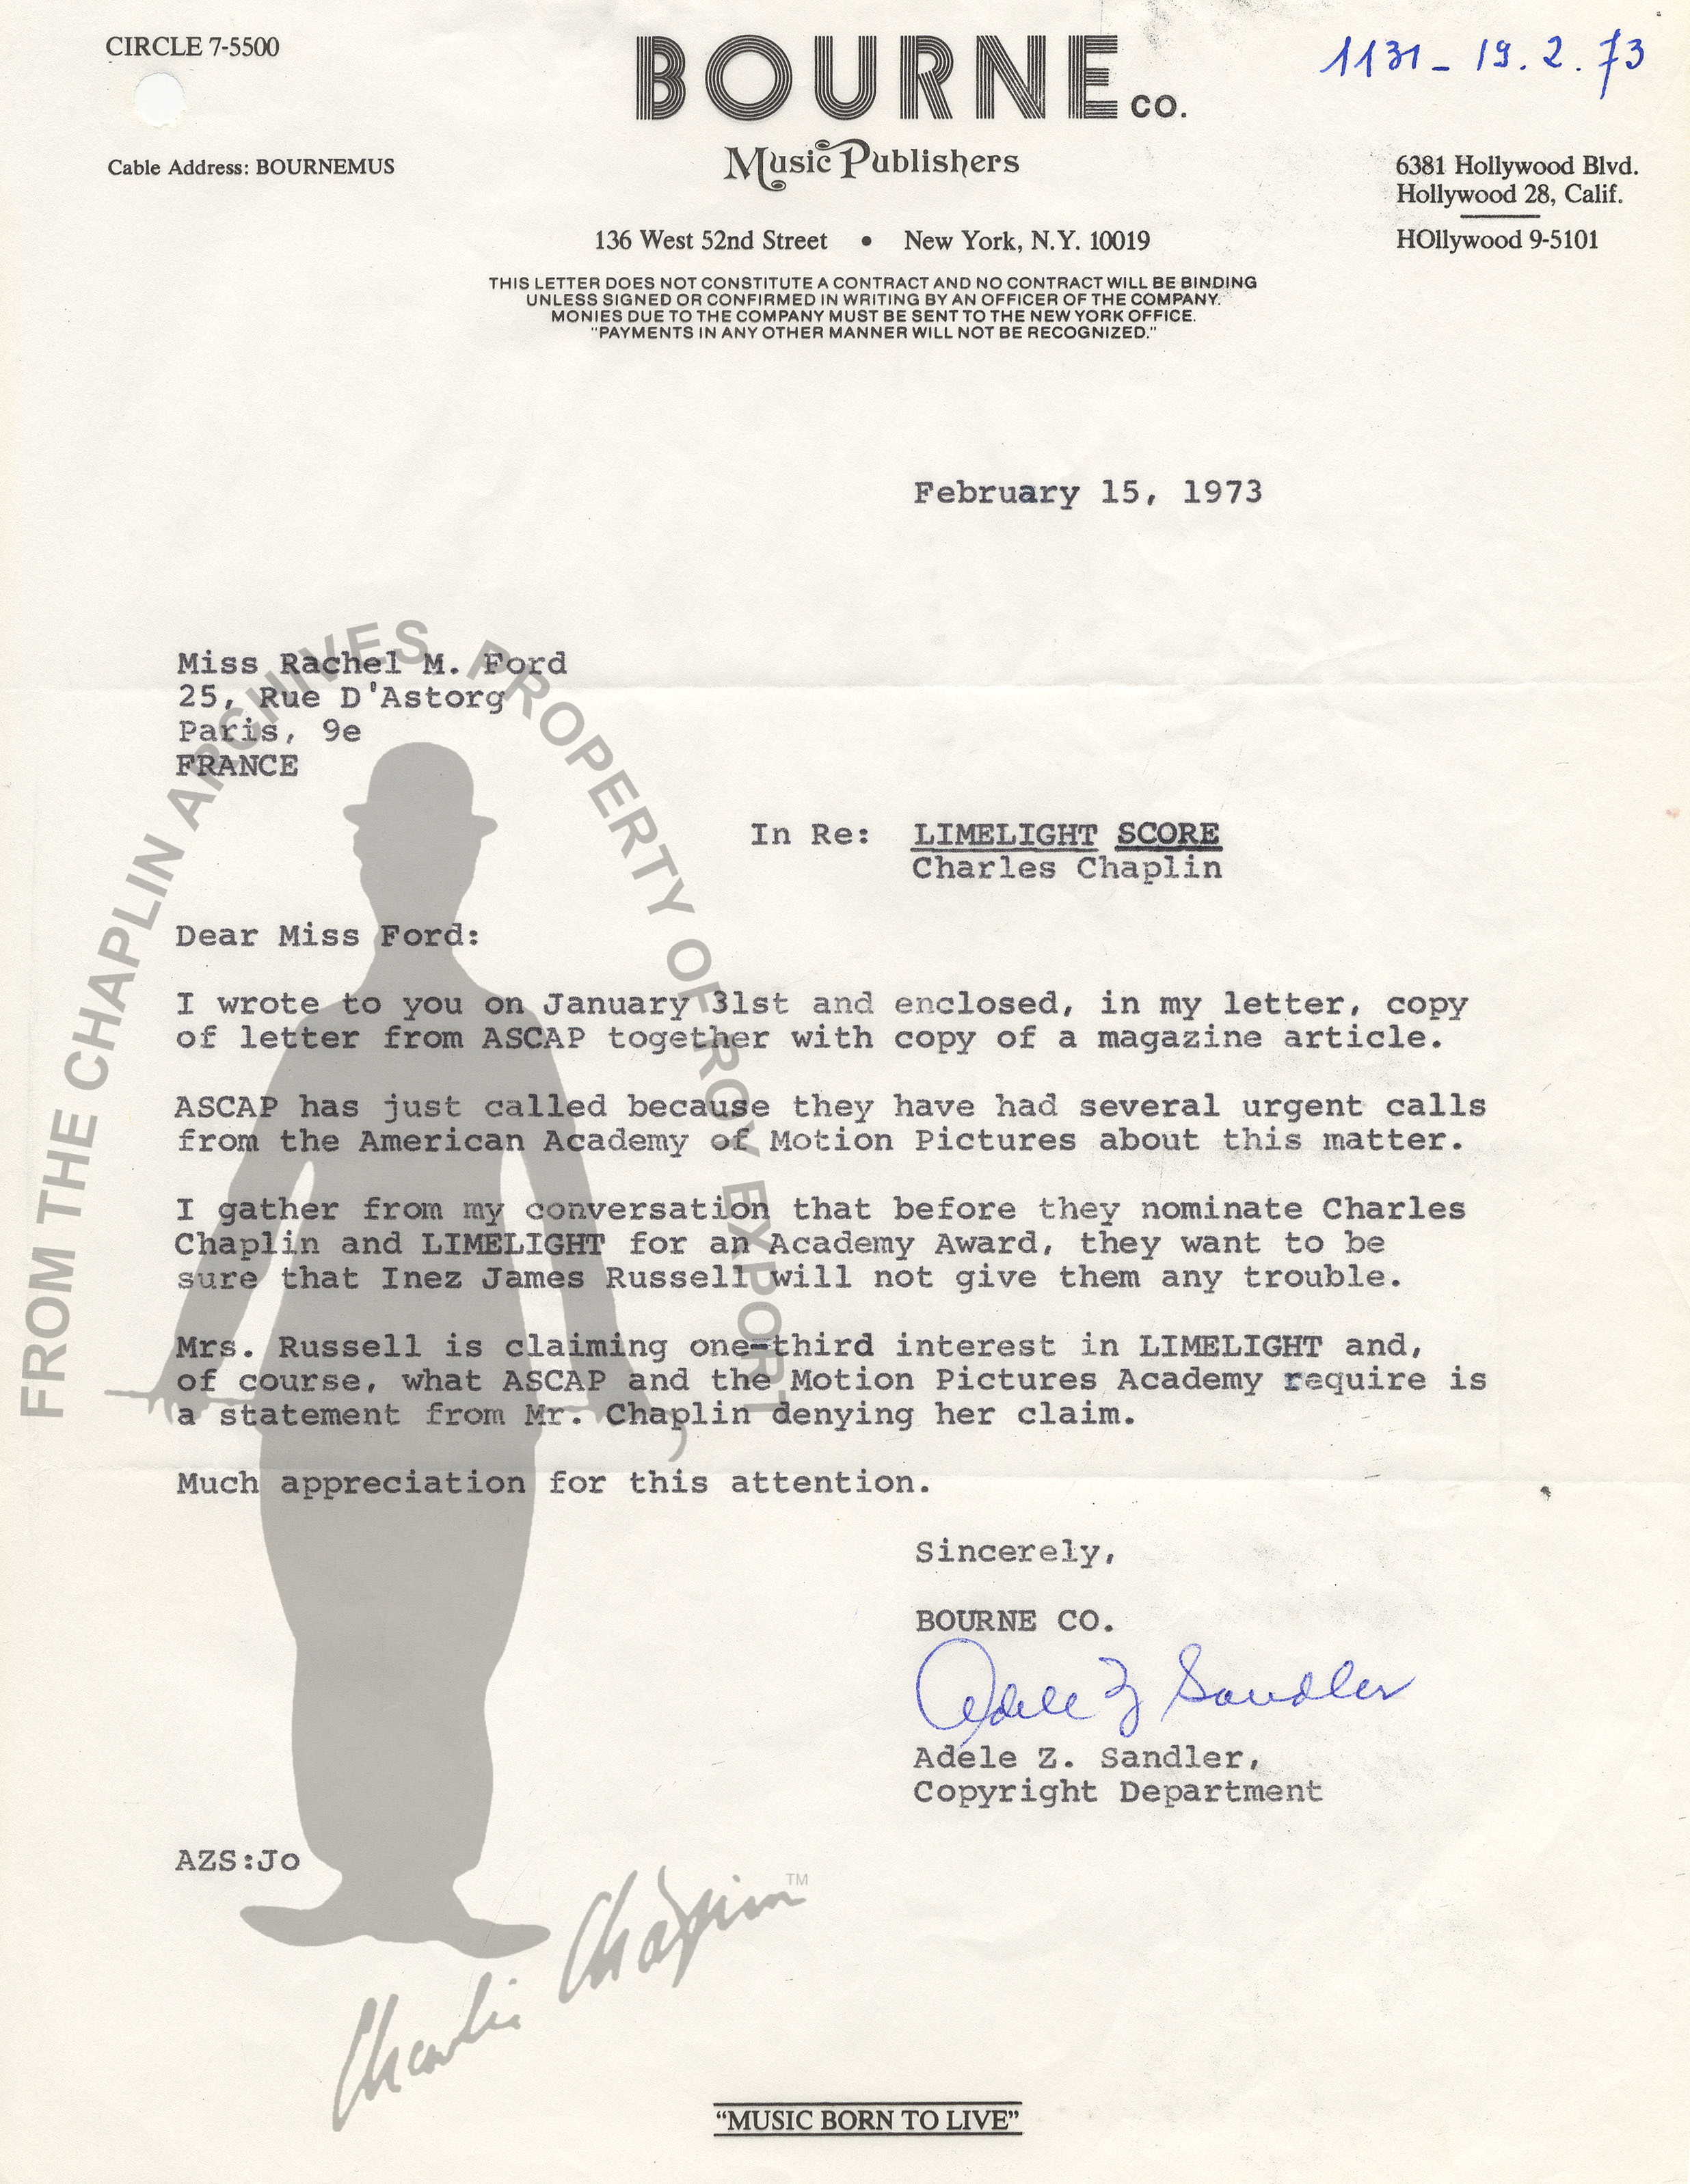 CIRCLE 7-5500
BOURNE CO.
1131 - 19.2.73
Music Publishers
Cable Address: BOURNEMUS
6381 Hollywood Blvd.
Hollywood 28, Calif.
HOllywood 9-5101
136 West 52nd Street • New York, N.Y. 10019
THIS LETTER DOES NOT CONSTITUTE A CONTRACT AND NO CONTRACT WILL BE BINDING
UNLESS SIGNED OR CONFIRMED IN WRITING BY AN OFFICER OF THE COMPANY.
MONIES DUE TO THE COMPANY MUST BE SENT TO THE NEW YORK OFFICE.
"PAYMENTS IN ANY OTHER MANNER WILL NOT BE RECOGNIZED."
February 15, 1973
Miss Rachel M. Ford
25, Rue D'Astorg
Paris, 9e
FRANCE
In Re: LIMELIGHT SCORE
Charles Chaplin
Dear Miss Ford:
I wrote to you on January 31st and enclosed, in my letter, copy
of letter from ASCAP together with copy of a magazine article.
ASCAP has just called because they have had several urgent calls
from the American Academy of Motion Pictures about this matter.
I gather from my conversation that before they nominate Charles
Chaplin and LIMELIGHT for an Academy Award, they want to be
sure that Inez James Russell will not give them any trouble.
Mrs. Russell is claiming one-third interest in LIMELIGHT and,
of course, what ASCAP and the Motion Pictures Academy require is
a statement from Mr. Chaplin denying her claim.
Much appreciation for this attention.
Sincerely,
BOURNE CO.
Adele Z Sandler
Adele Z. Sandler,
Copyright Department
AZS:Jo
FROM THE CHAPLIN ARCHIVES PROPERTY OF ROY EXPORT
Charlie Chaplin TM
"MUSIC BORN TO LIVE"